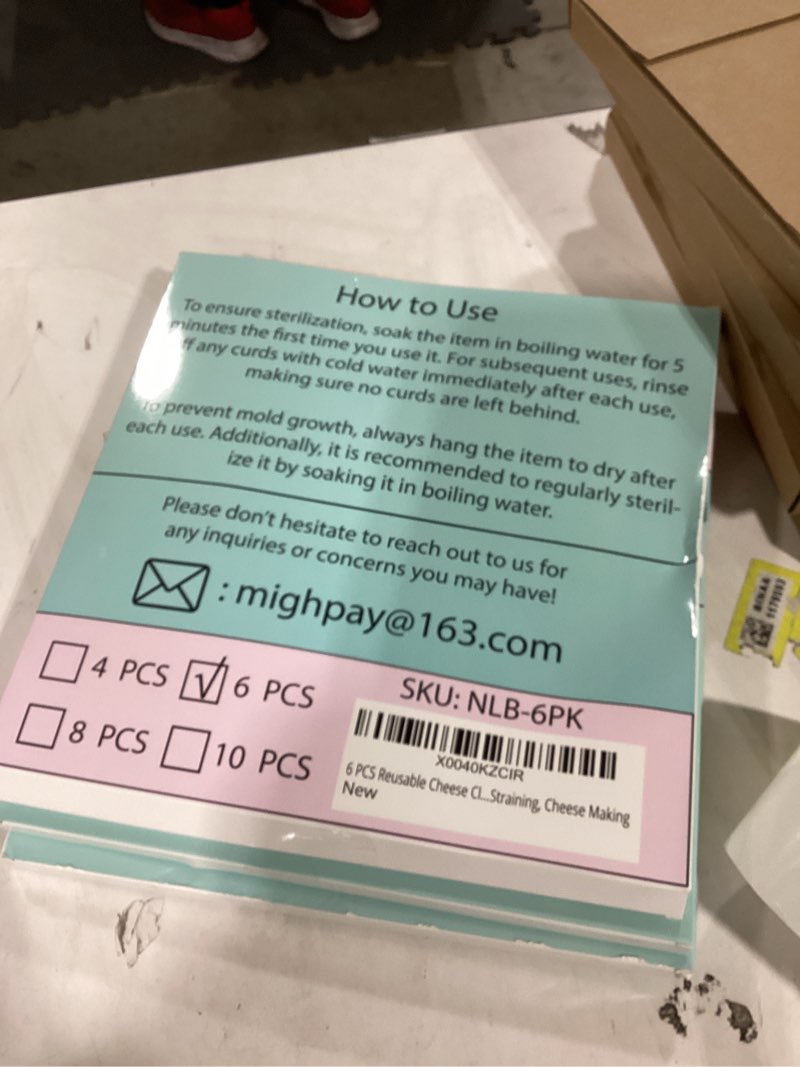 How to Use
To ensure sterilization, soak the item in boiling water for 5
minutes the first time you use it. For subsequent uses, rinse
off any curds with cold water immediately after each use,
making sure no curds are left behind.
To prevent mold growth, always hang the item to dry after
each use. Additionally, it is recommended to regularly steril-
ize it by soaking it in boiling water.
Please don't hesitate to reach out to us for
any inquiries or concerns you may have!
: mighpay@163.com
4 PCS √ 6 PCS
8 PCS 10 PCS
SKU: NLB-6PK
X0040KZCIR
6 PCS Reusable Cheese Cl...Straining, Cheese Making
New